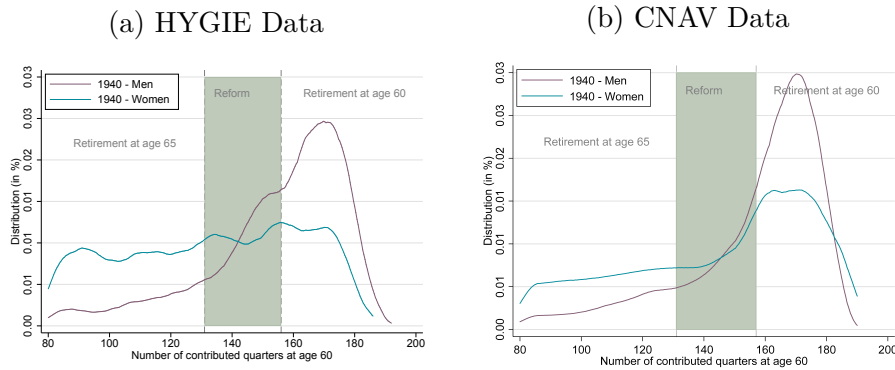 (a) HYGIE Data
1940 - Men
1940 - Women
Reform
Retirement at age 60
Retirement at age 65
Distribution (in %)
0.03
0.03
0.02
0.01
0.01
0.01
0.00
80
100
120
140
160
180
200
Number of contributed quarters at age 60
(b) CNAV Data
1940 - Men
1940 - Women
Reform
Retirement at age 60
Retirement at age 65
Distribution (in %)
0.03
0.03
0.02
0.01
0.01
0.01
0.00
80
100
120
140
160
180
200
Number of contributed quarters at age 60